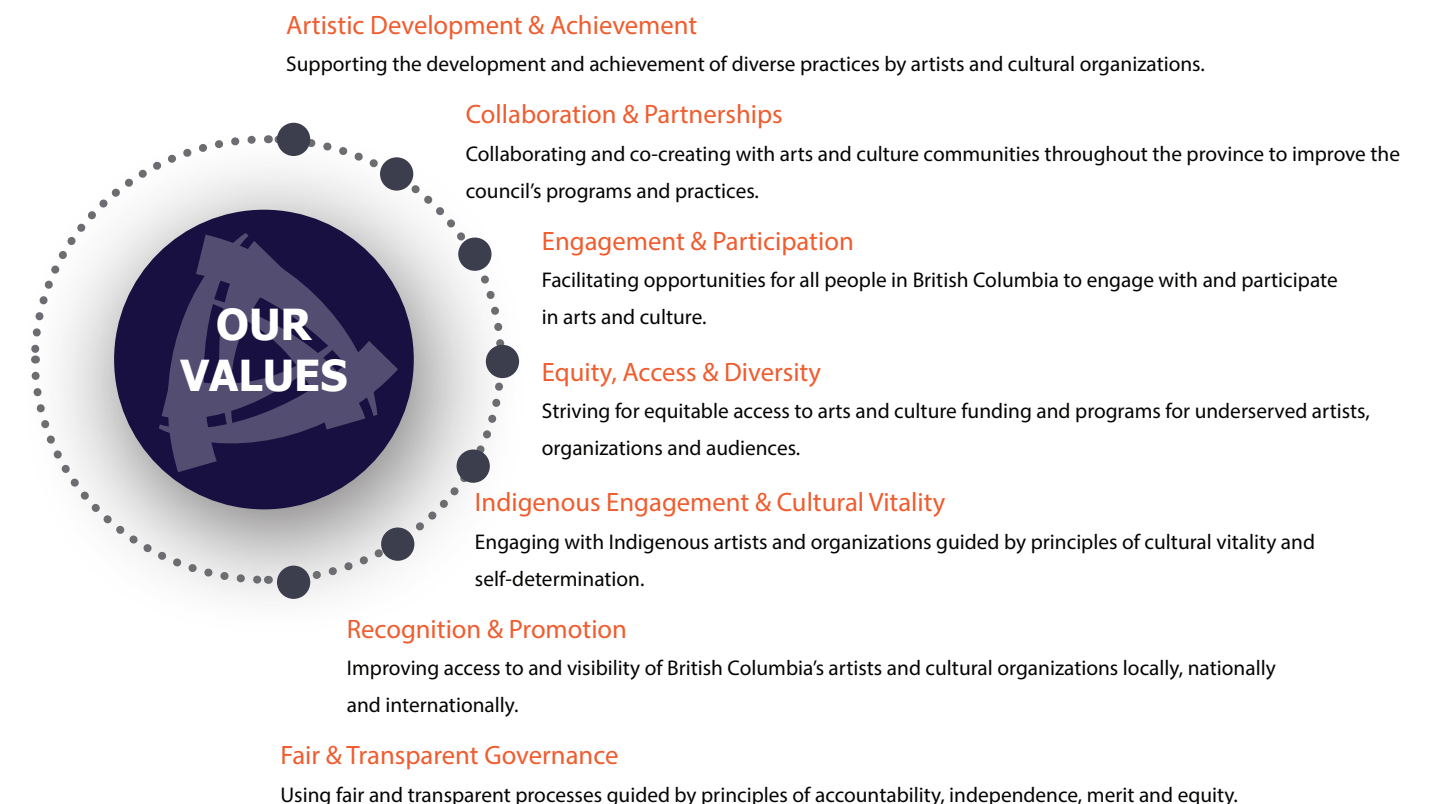 Artistic Development & Achievement
Supporting the development and achievement of diverse practices by artists and cultural organizations.
Collaboration & Partnerships
Collaborating and co-creating with arts and culture communities throughout the province to improve the
council’s programs and practices.
Engagement & Participation
Facilitating opportunities for all people in British Columbia to engage with and participate
in arts and culture.
OUR
VALUES
Equity, Access & Diversity
Striving for equitable access to arts and culture funding and programs for underserved artists,
organizations and audiences.
Indigenous Engagement & Cultural Vitality
Engaging with Indigenous artists and organizations guided by principles of cultural vitality and
self-determination.
Recognition & Promotion
Improving access to and visibility of British Columbia’s artists and cultural organizations locally, nationally
and internationally.
Fair & Transparent Governance
Using fair and transparent processes guided by principles of accountability, independence, merit and equity.